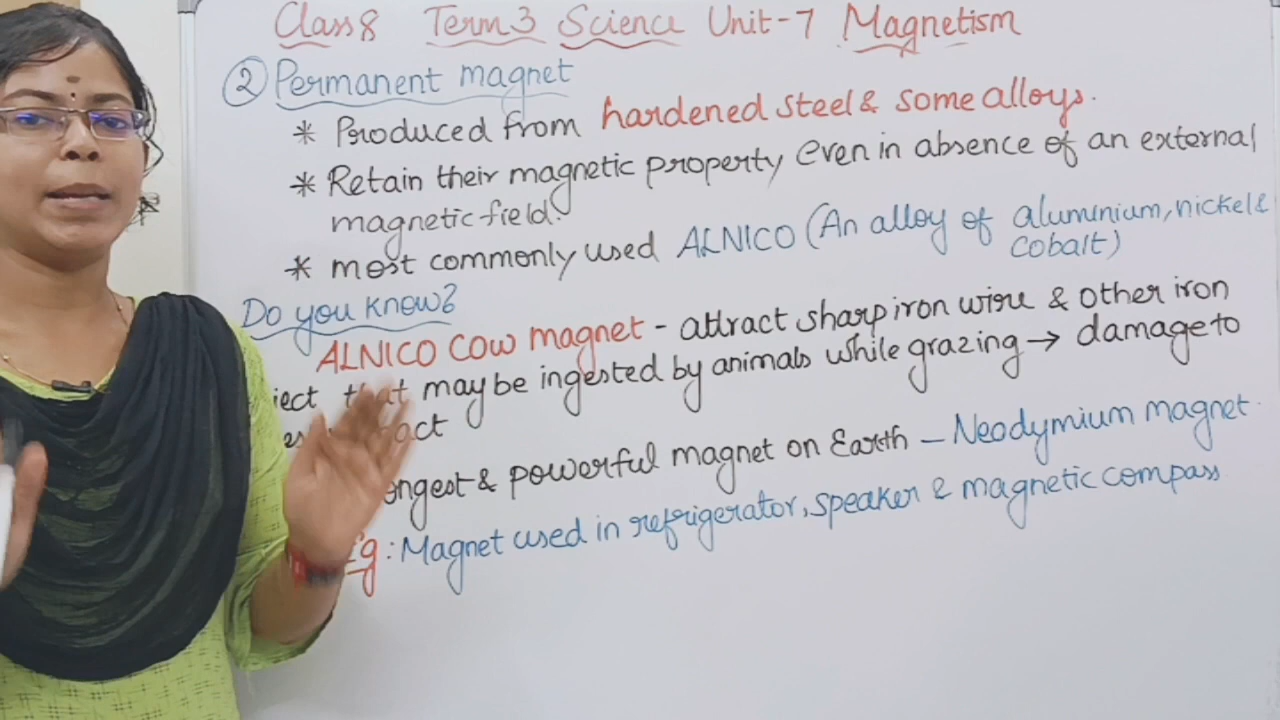 Class 8 Term 3 Science Unit-7 Magnetism
② Permanent magnet
* Produced from hardened steel & some alloys.
* Retain their magnetic property even in absence of an external
magnetic field.
* most commonly used ALNICO (An alloy of aluminium, nickel &
cobalt)
Do you know?
ALNICO COW magnet - attract sharp iron wire & other iron
that may be ingested by animals while grazing → damage to
& powerful magnet on Earth - Neodymium magnet.
Eg: Magnet used in refrigerator, speaker & magnetic compass